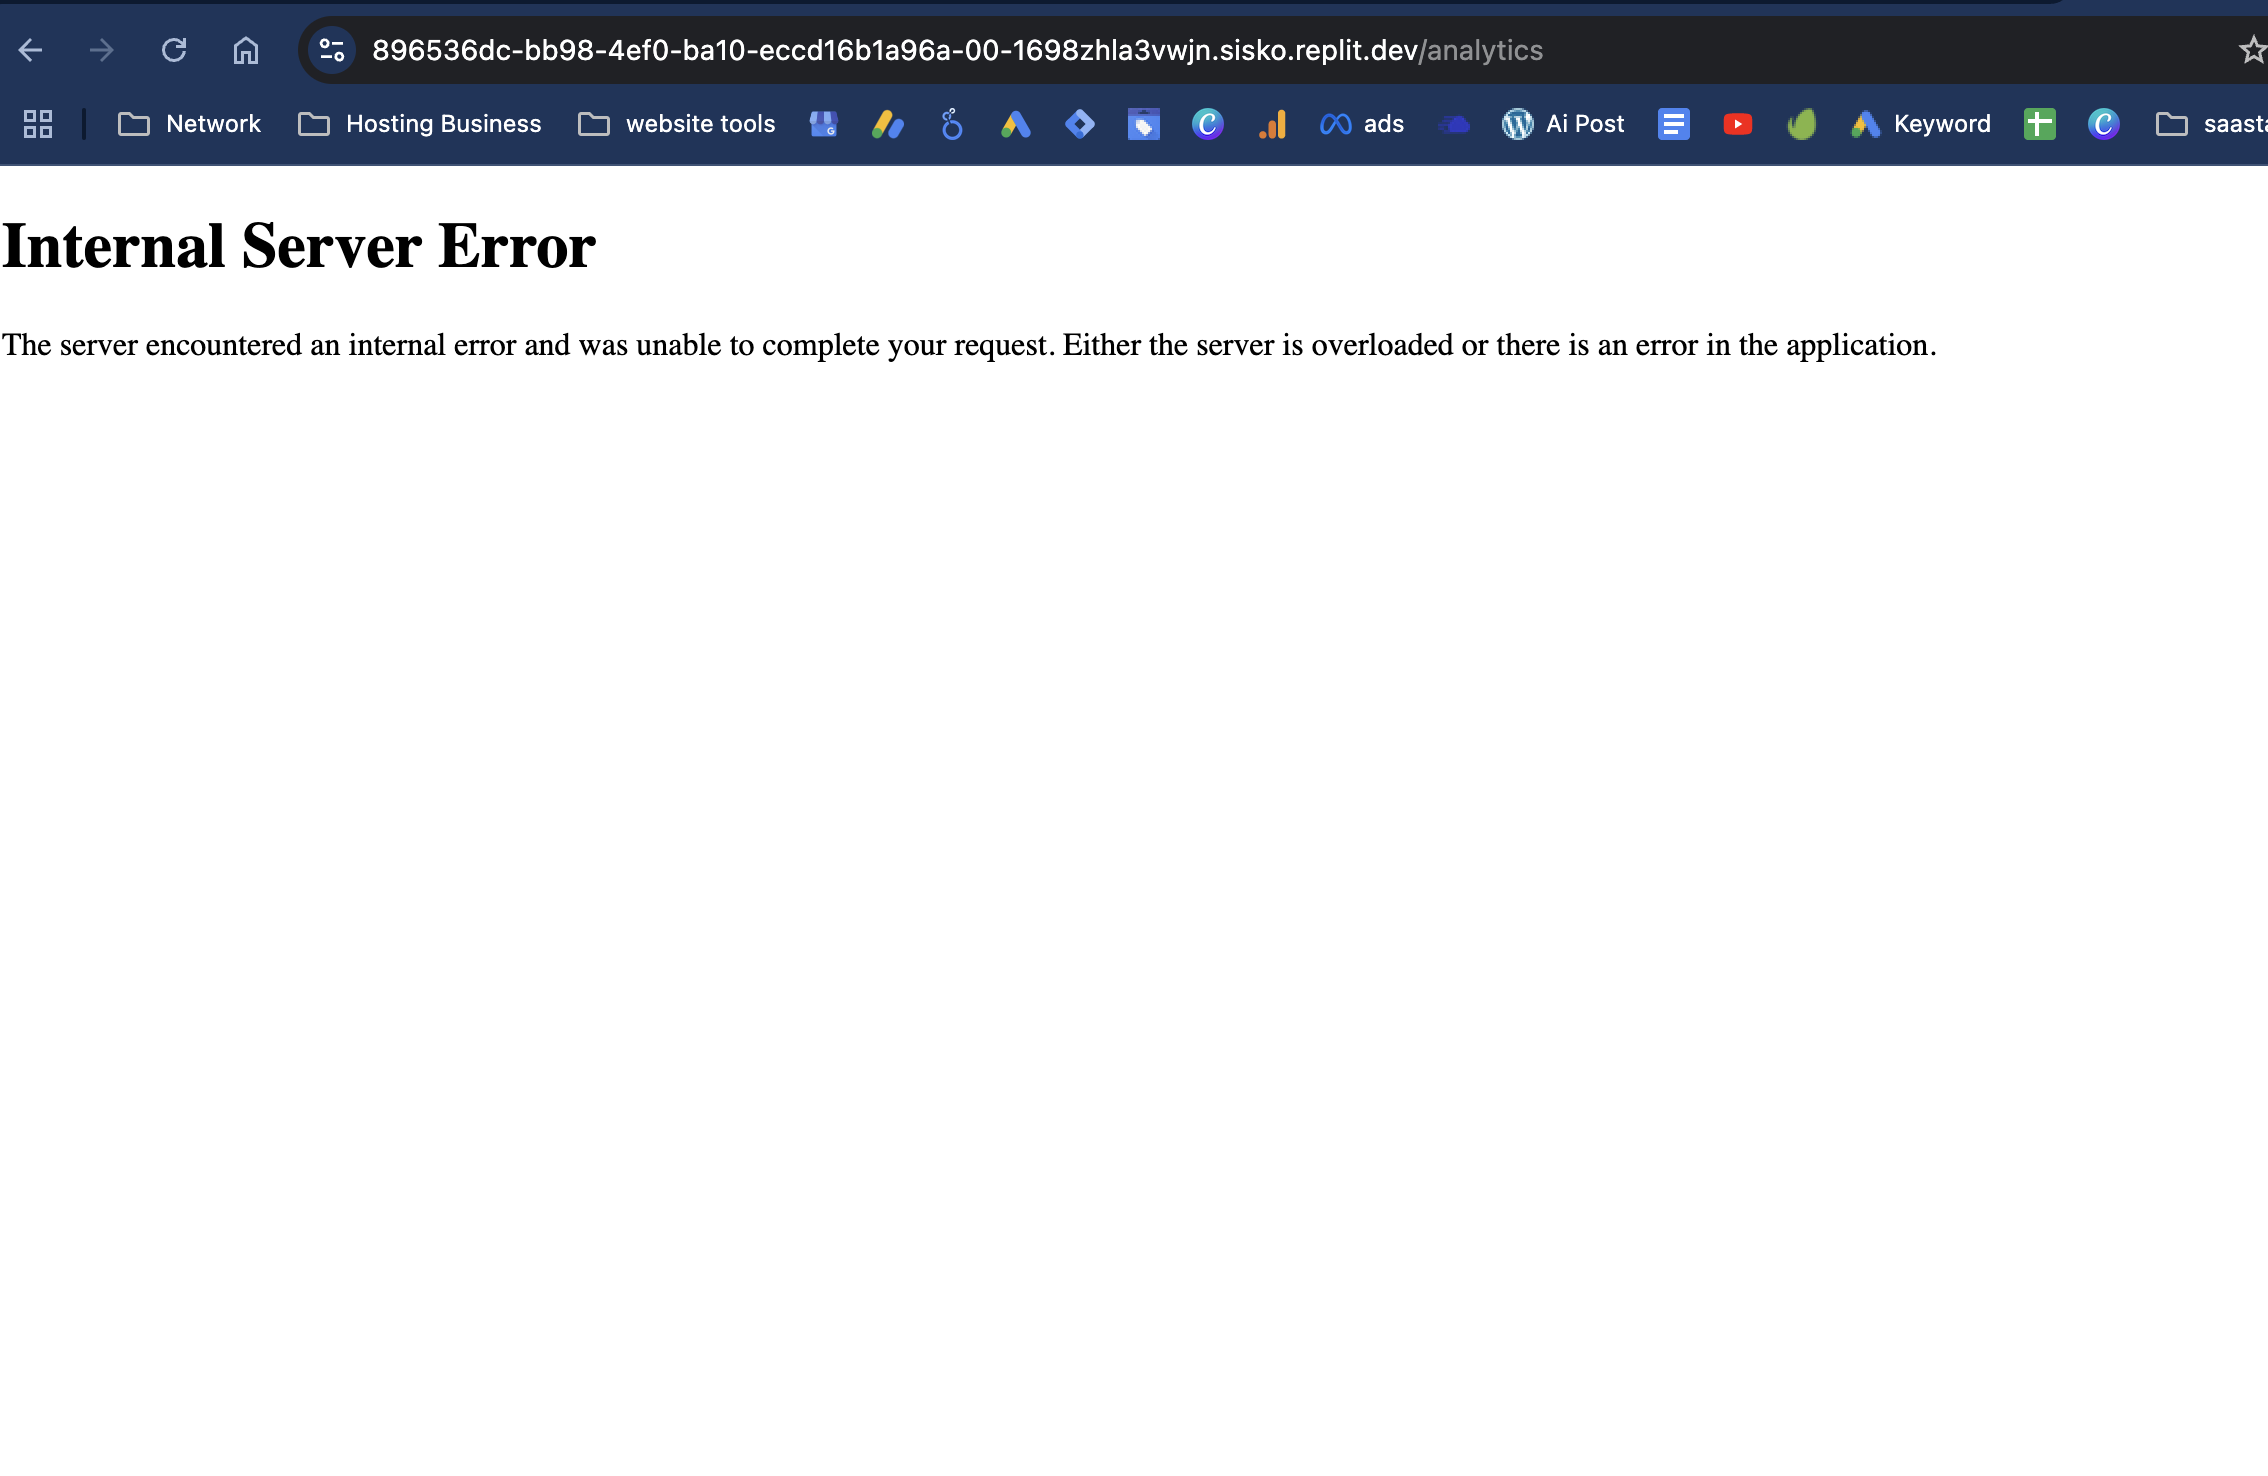 896536dc-bb98-4ef0-ba10-eccd16b1a96a-00-1698zhla3vwjn.sisko.replit.dev/analytics
Network Hosting Business website tools ads Ai Post Keyword saasta
Internal Server Error
The server encountered an internal error and was unable to complete your request. Either the server is overloaded or there is an error in the application.